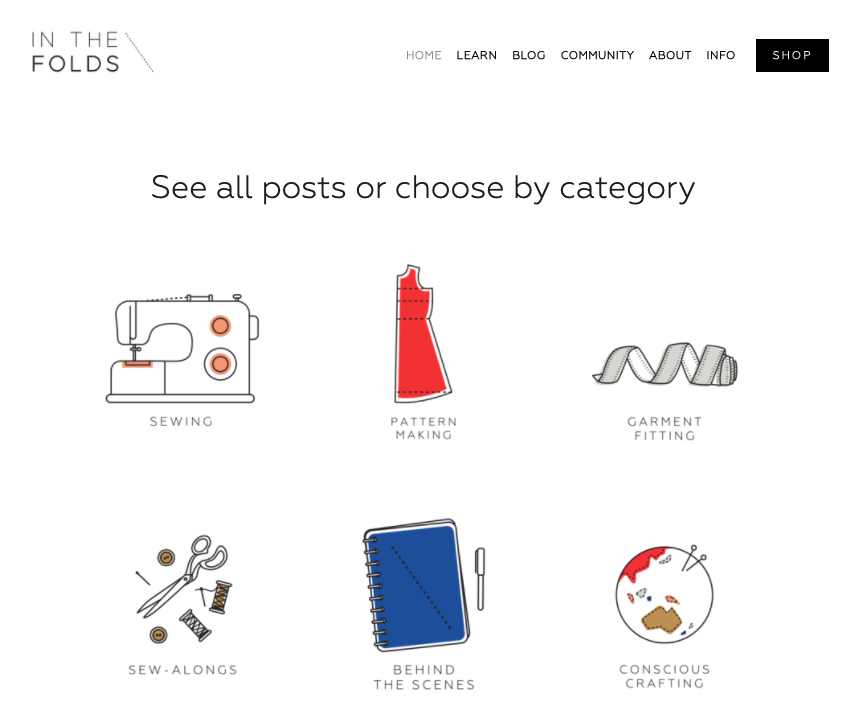 IN THE
FOLDS
HOME LEARN BLOG COMMUNITY ABOUT INFO SHOP
See all posts or choose by category
SEWING
PATTERN
MAKING
GARMENT
FITTING
SEW-ALONGS
BEHIND
THE SCENES
CONSCIOUS
CRAFTING